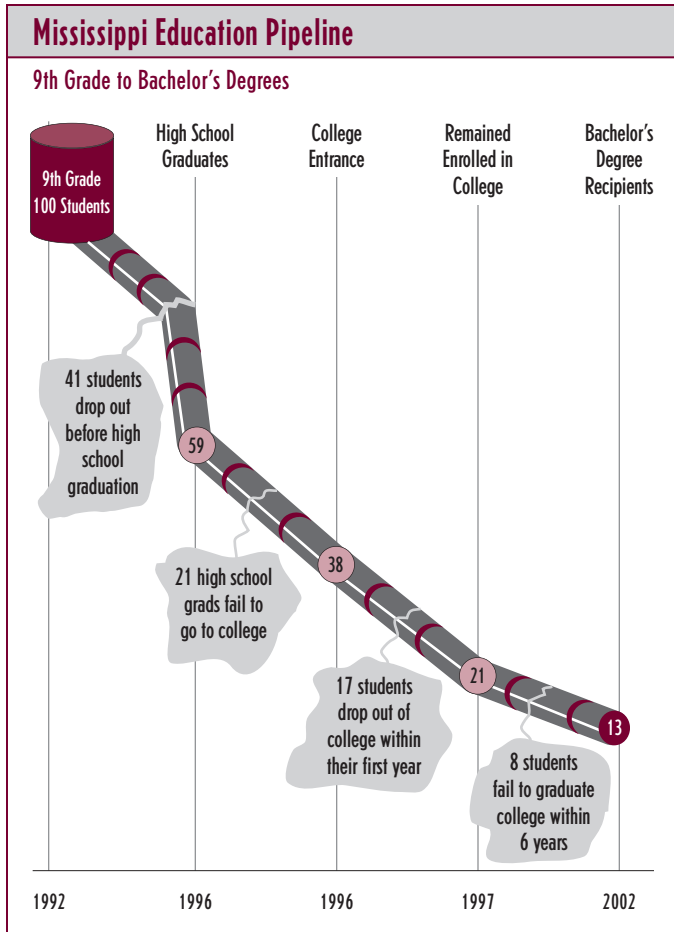 Mississippi Education Pipeline
9th Grade to Bachelor's Degrees
High School
Graduates
College
Entrance
Remained
Enrolled in
College
Bachelor's
Degree
Recipients
9th Grade
100 Students
41 students
drop out
before high
school
graduation
59
21 high school
grads fail to
go to college
38
17 students
drop out of
college within
their first year
21
8 students
fail to graduate
college within
6 years
13
1992
1996
1996
1997
2002